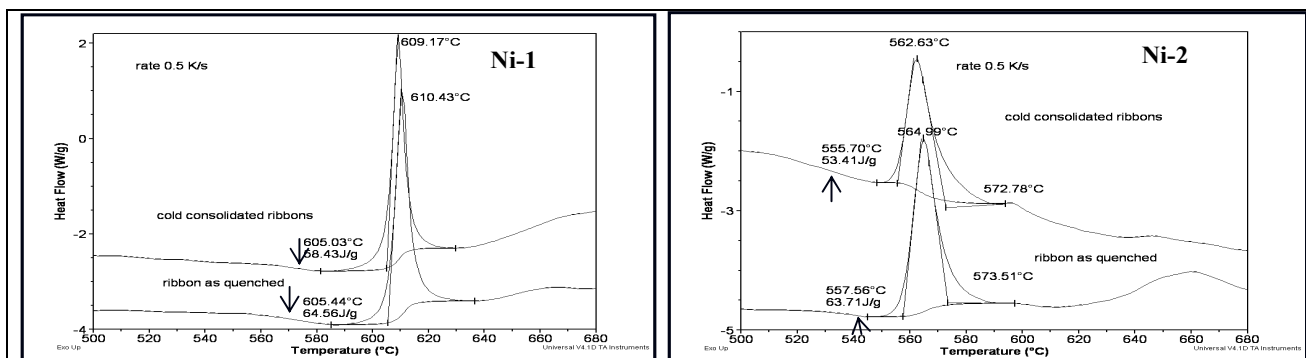 Ni-1
rate 0.5 K/s
609.17°C
610.43°C
cold consolidated ribbons
605.03°C
58.43J/g
ribbon as quenched
605.44°C
64.56J/g
Heat Flow (W/g)
2
0
-2
-4
500
520
540
560
580
600
620
640
660
680
Exo Up
Temperature (°C)
Universal V4.1D TA Instruments
Ni-2
562.63°C
rate 0.5 K/s
cold consolidated ribbons
564.99°C
555.70°C
53.41J/g
572.78°C
ribbon as quenched
573.51°C
557.56°C
63.71J/g
Heat Flow (W/g)
-1
-3
-5
500
520
540
560
580
600
620
640
660
680
Exo Up
Temperature (°C)
Universal V4.1D TA Instruments